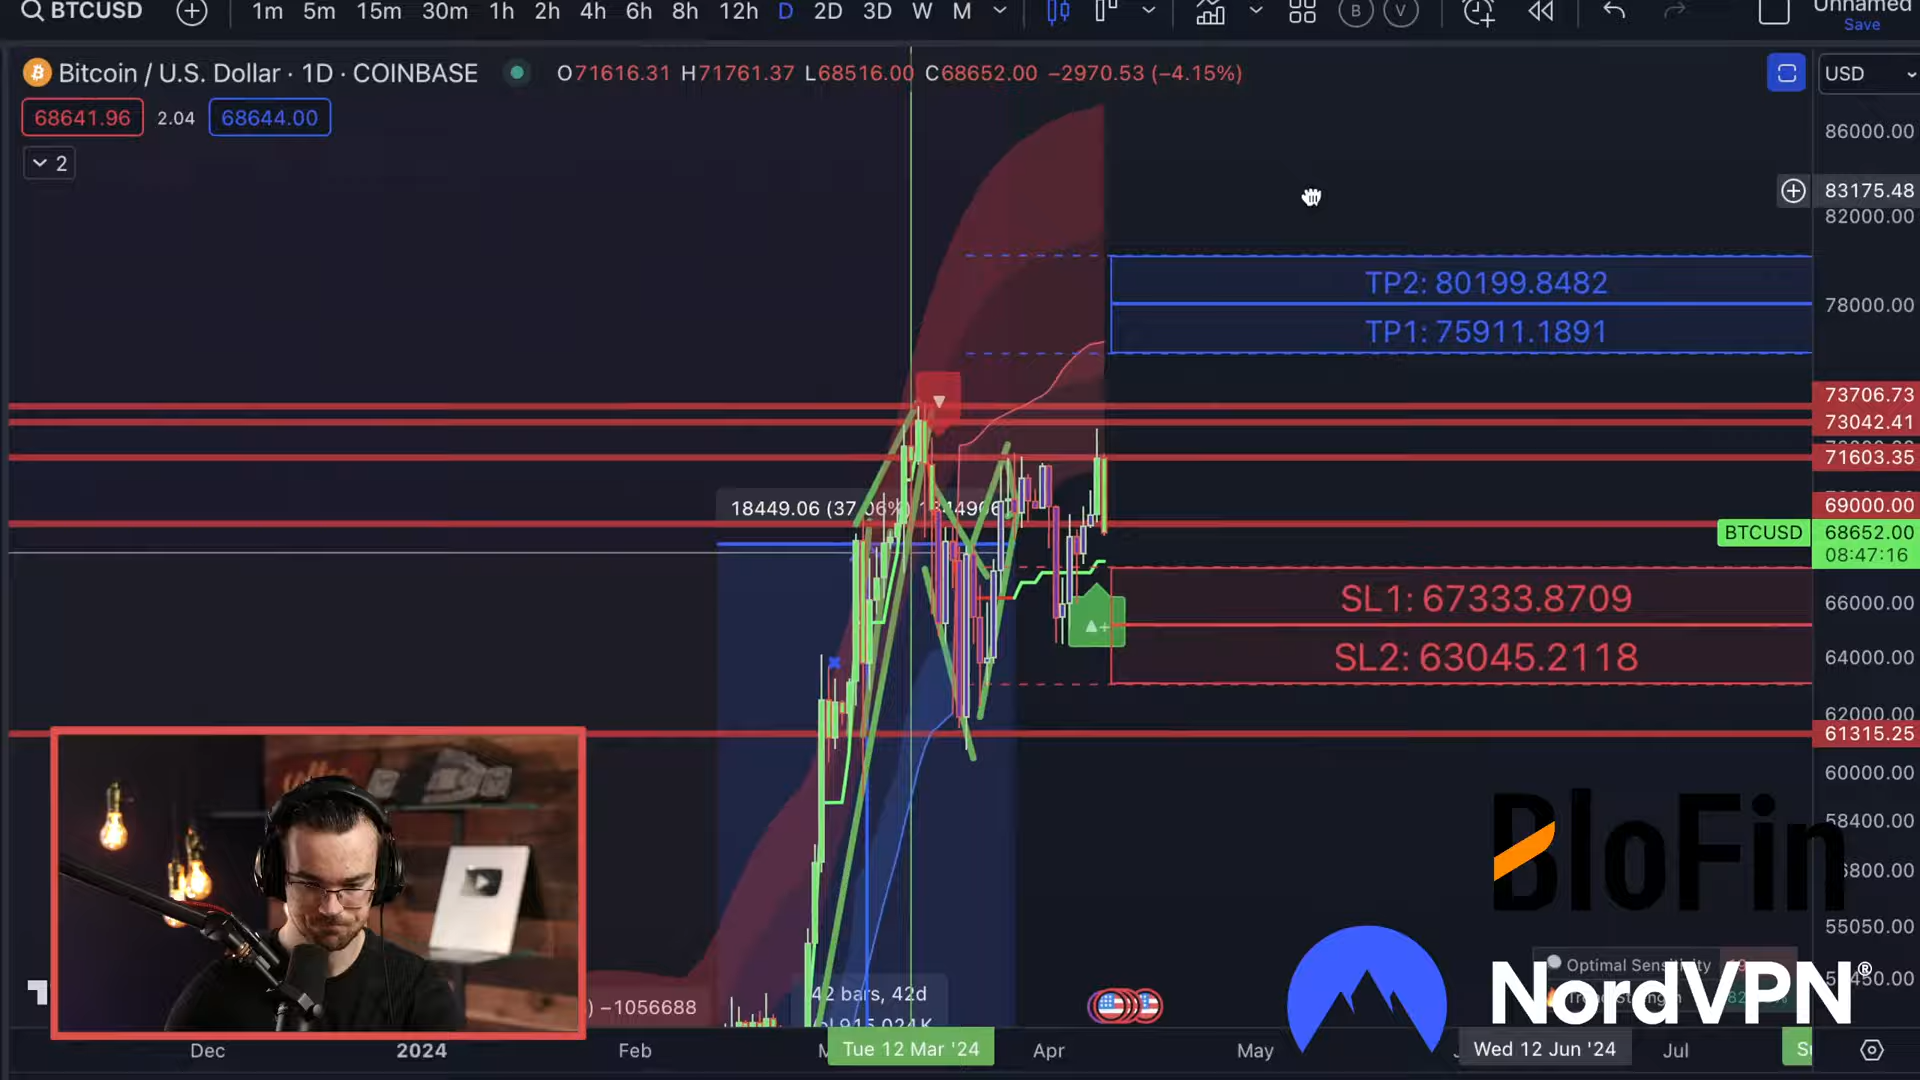 BTCUSD 1m 5m 15m 30m 1h 2h 4h 6h 8h 12h D 2D 3D W M B V Unnamed
Save
Bitcoin / U.S. Dollar · 1D · COINBASE O71616.31 H71761.37 L68516.00 C68652.00 −2970.53 (−4.15%) USD
68641.96 2.04 68644.00
2
86000.00
83175.48
82000.00
TP2: 80199.8482
78000.00
TP1: 75911.1891
73706.73
73042.41
71603.35
18449.06 (37.06%)
69000.00
BTCUSD 68652.00
08:47:16
SL1: 67333.8709
66000.00
SL2: 63045.2118
64000.00
62000.00
61315.25
60000.00
BloFin
58400.00
55050.00
Optimal Sensitivity
42 bars, 42d
) −1056688
NordVPN®
Dec 2024 Feb Tue 12 Mar '24 Apr May Wed 12 Jun '24 Jul